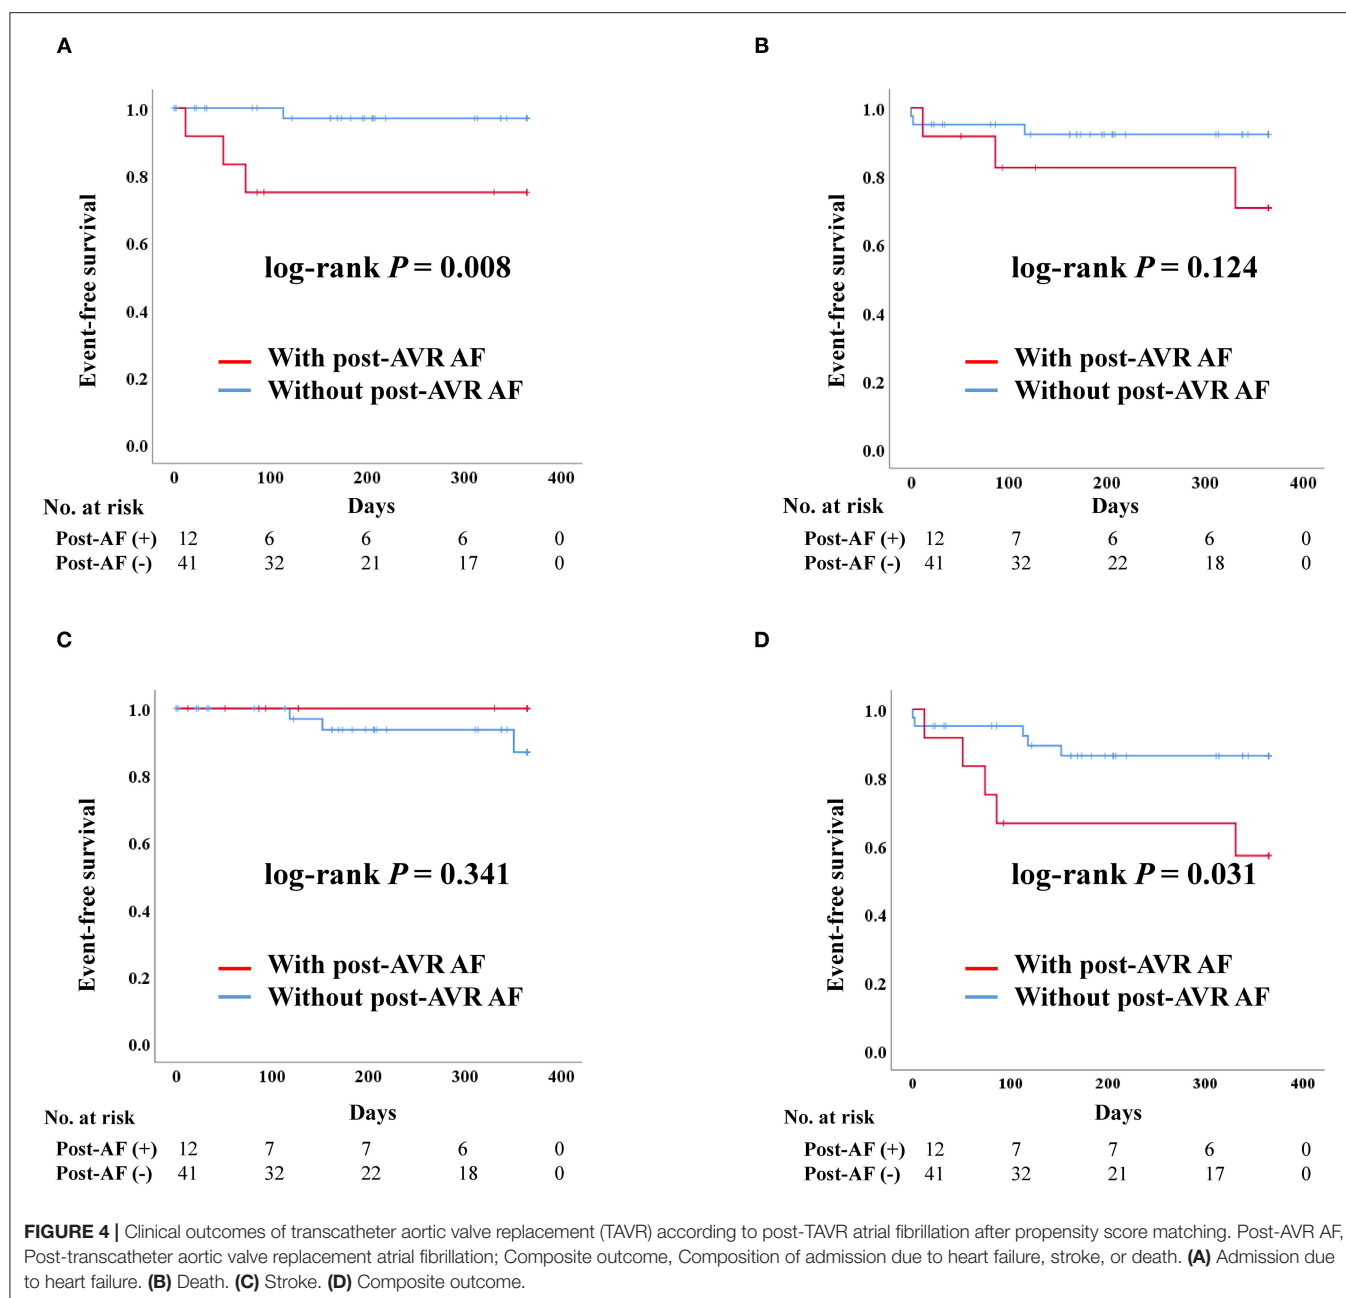 A
1.0
0.8
0.6
0.4
0.2
0.0
Event-free survival
log-rank P = 0.008
With post-AVR AF
Without post-AVR AF
0 100 200 300 400
Days
No. at risk
Post-AF (+) 12 6 6 6 0
Post-AF (-) 41 32 21 17 0
B
1.0
0.8
0.6
0.4
0.2
0.0
Event-free survival
log-rank P = 0.124
With post-AVR AF
Without post-AVR AF
0 100 200 300 400
Days
No. at risk
Post-AF (+) 12 7 6 6 0
Post-AF (-) 41 32 22 18 0
C
1.0
0.8
0.6
0.4
0.2
0.0
Event-free survival
log-rank P = 0.341
With post-AVR AF
Without post-AVR AF
0 100 200 300 400
Days
No. at risk
Post-AF (+) 12 7 7 6 0
Post-AF (-) 41 32 22 18 0
D
1.0
0.8
0.6
0.4
0.2
0.0
Event-free survival
log-rank P = 0.031
With post-AVR AF
Without post-AVR AF
0 100 200 300 400
Days
No. at risk
Post-AF (+) 12 7 7 6 0
Post-AF (-) 41 32 21 17 0
FIGURE 4 | Clinical outcomes of transcatheter aortic valve replacement (TAVR) according to post-TAVR atrial fibrillation after propensity score matching. Post-AVR AF,
Post-transcatheter aortic valve replacement atrial fibrillation; Composite outcome, Composition of admission due to heart failure, stroke, or death. (A) Admission due
to heart failure. (B) Death. (C) Stroke. (D) Composite outcome.